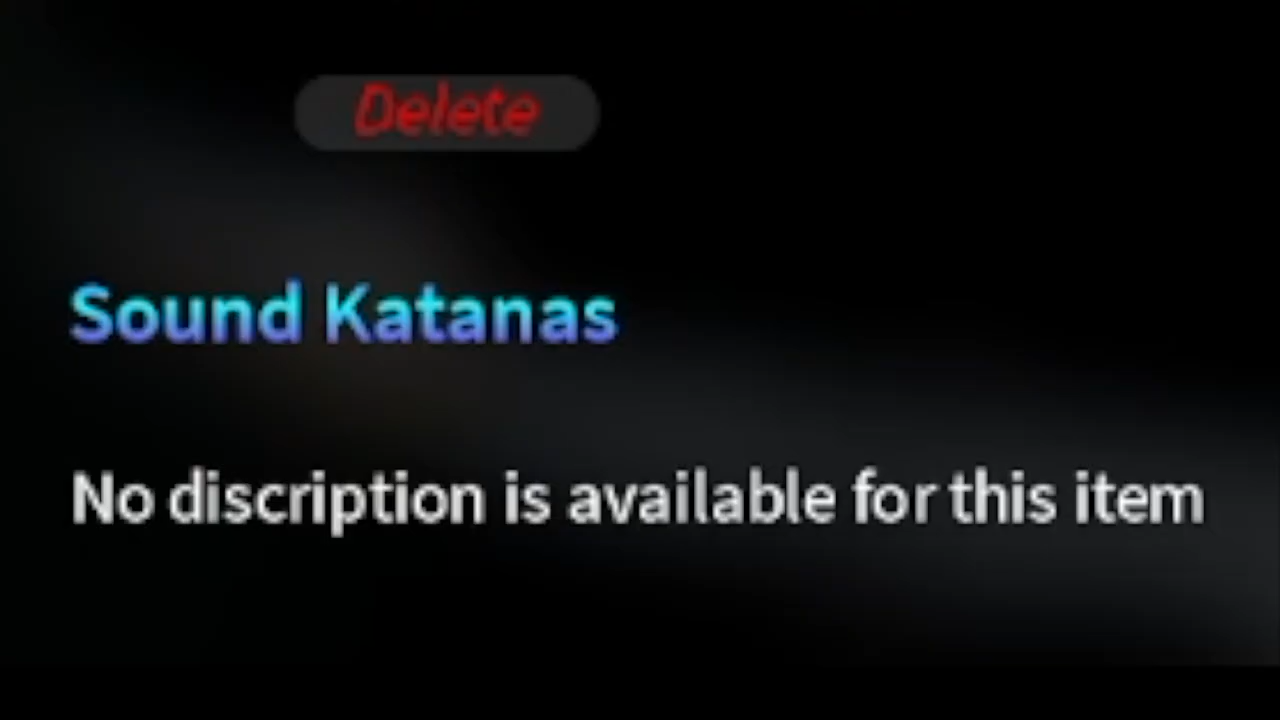 Delete
Sound Katanas
No discription is available for this item